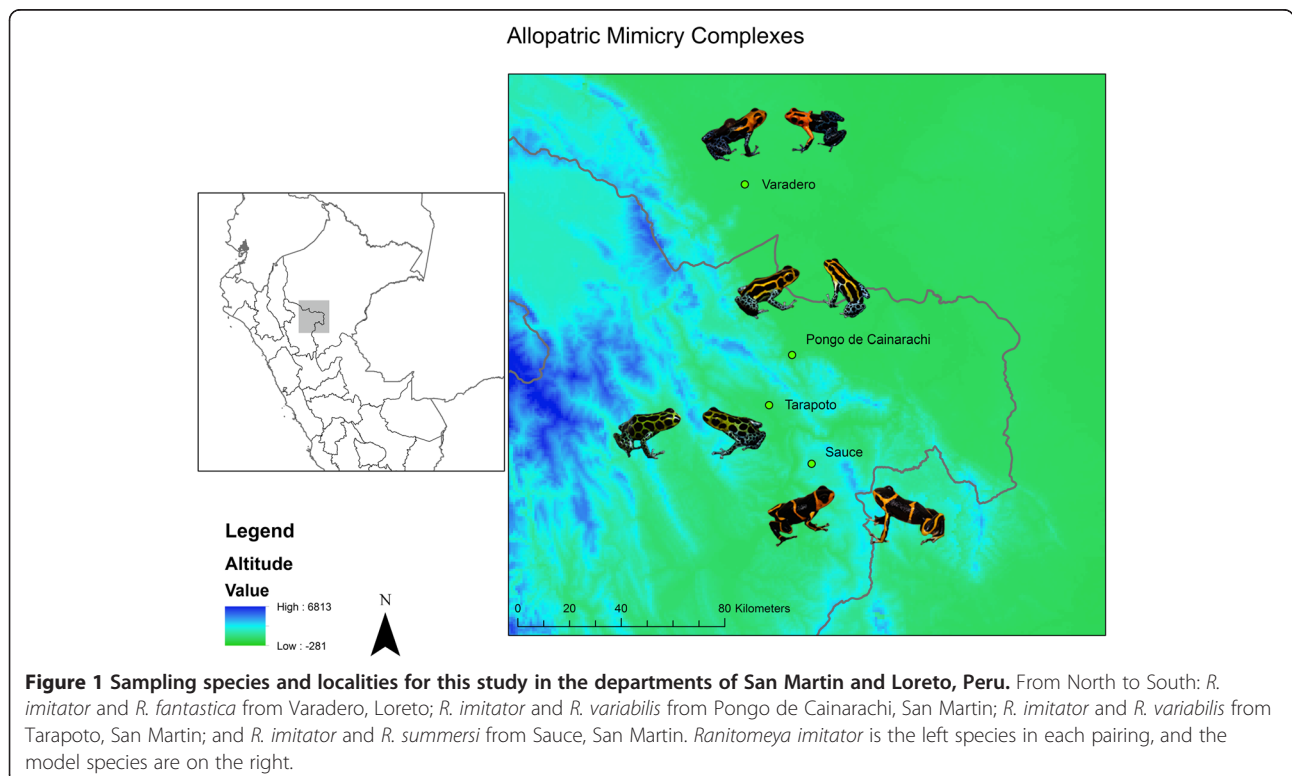 Allopatric Mimicry Complexes
Varadero
Pongo de Cainarachi
Tarapoto
Sauce
Legend
Altitude
Value
High : 6813
Low : -281
N
0 20 40 80 Kilometers
Figure 1 Sampling species and localities for this study in the departments of San Martin and Loreto, Peru. From North to South: R.
imitator and R. fantastica from Varadero, Loreto; R. imitator and R. variabilis from Pongo de Cainarachi, San Martin; R. imitator and R. variabilis from
Tarapoto, San Martin; and R. imitator and R. summersi from Sauce, San Martin. Ranitomeya imitator is the left species in each pairing, and the
model species are on the right.